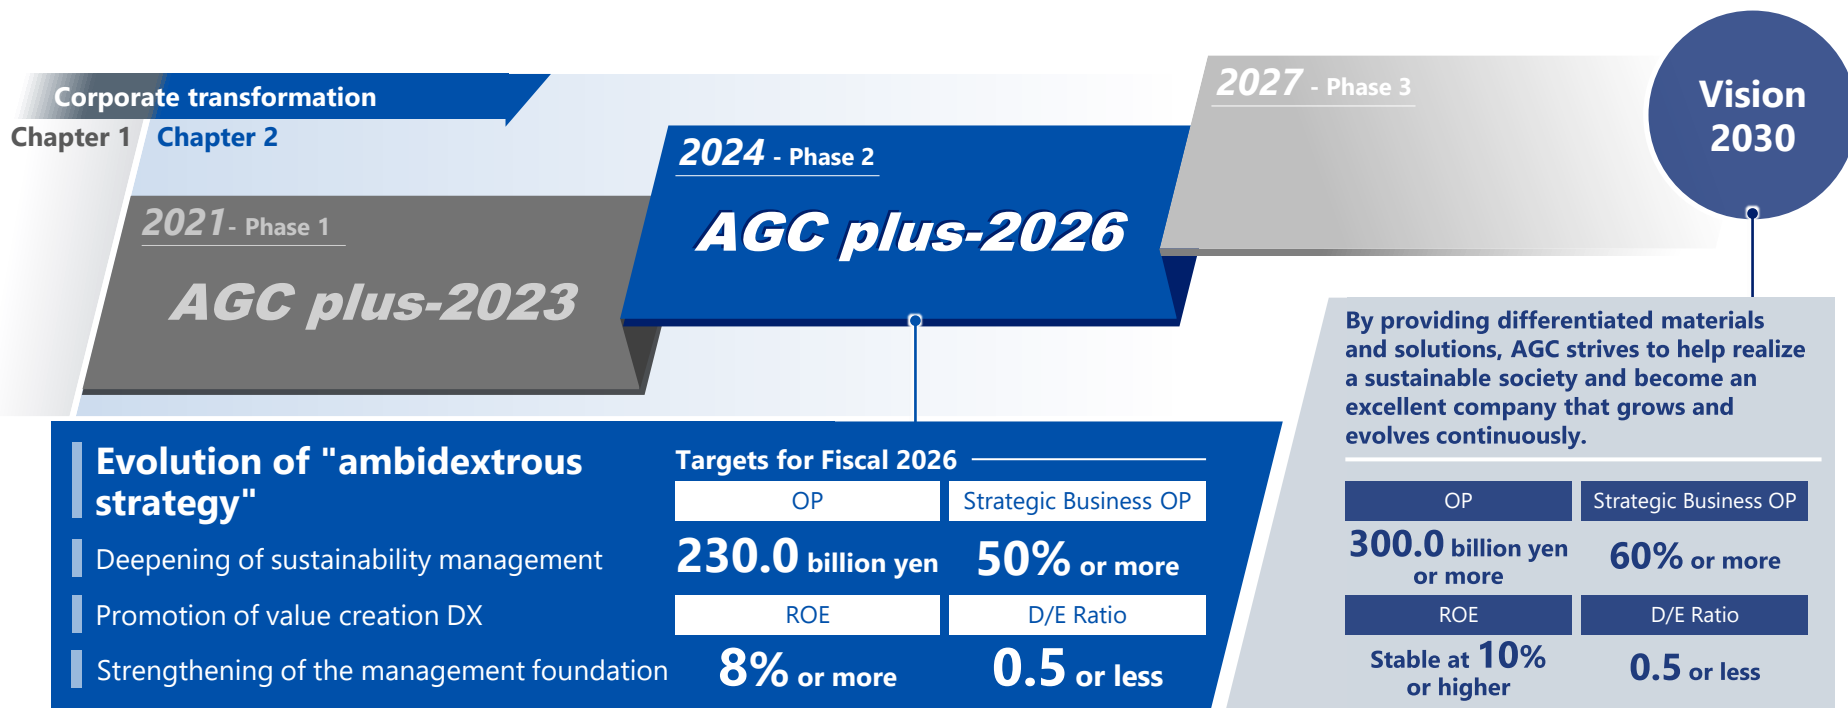 Corporate transformation
Chapter 1
Chapter 2
2021 - Phase 1
AGC plus-2023
2024 - Phase 2
AGC plus-2026
2027 - Phase 3
Vision
2030
Evolution of "ambidextrous
strategy"
Deepening of sustainability management
Promotion of value creation DX
Strengthening of the management foundation
Targets for Fiscal 2026
OP
Strategic Business OP
230.0 billion yen
50% or more
ROE
D/E Ratio
8% or more
0.5 or less
By providing differentiated materials
and solutions, AGC strives to help realize
a sustainable society and become an
excellent company that grows and
evolves continuously.
OP
Strategic Business OP
300.0 billion yen
or more
60% or more
ROE
D/E Ratio
Stable at 10%
or higher
0.5 or less